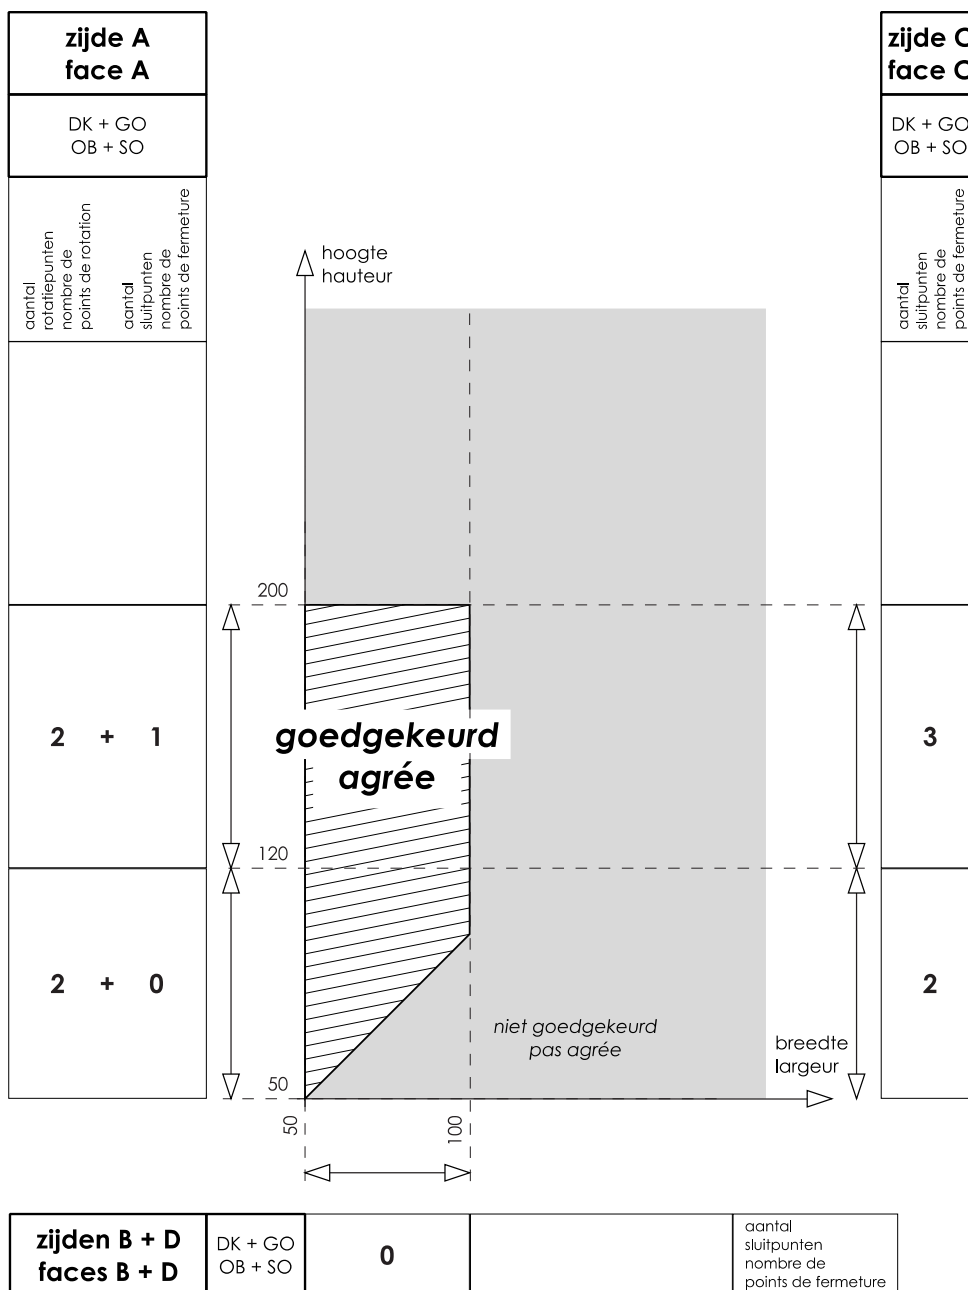 zijde A
face A
DK + GO
OB + SO
aantal
rotatiepunten
nombre de
points de rotation
aantal
sluitpunten
nombre de
points de fermeture
zijde C
face C
DK + GO
OB + SO
aantal
sluitpunten
nombre de
points de fermeture
hoogte
hauteur
200
2 + 1
goedgekeurd
agrée
3
120
2 + 0
niet goedgekeurd
pas agrée
2
breedte
largeur
50
50
100
zijden B + D
faces B + D
DK + GO
OB + SO
0
aantal
sluitpunten
nombre de
points de fermeture